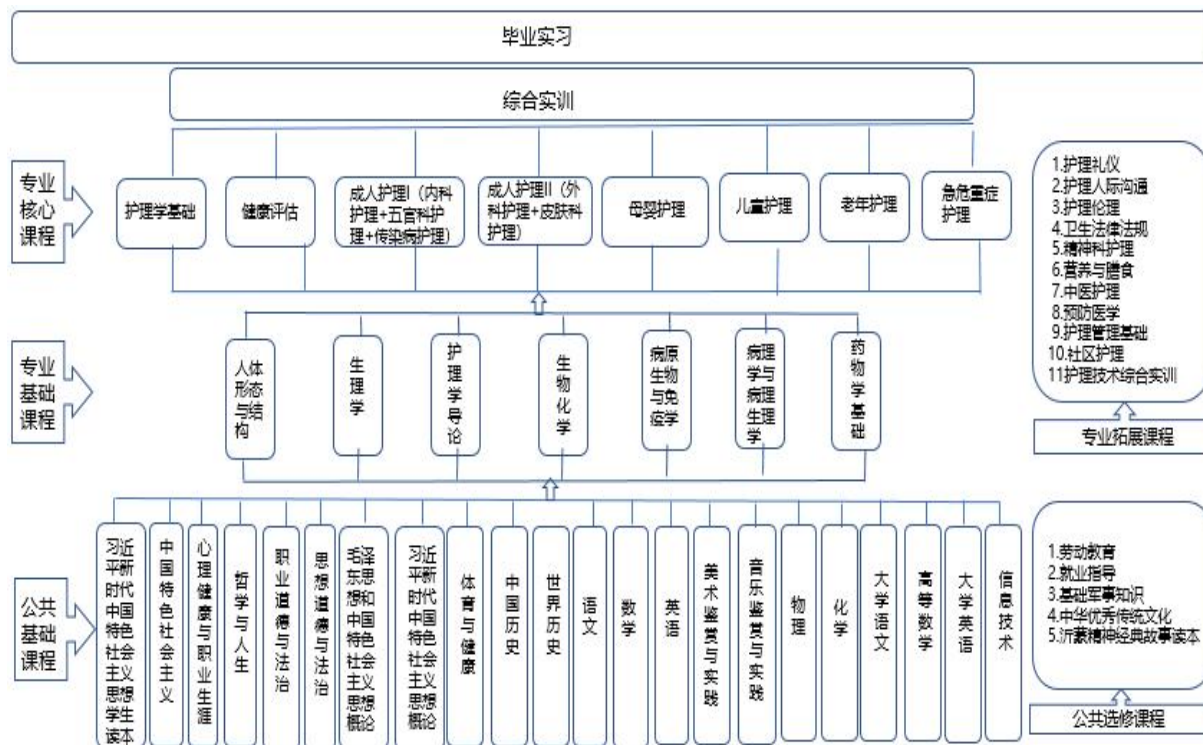 毕业实习
综合实训
专业
核心
课程
护理学基础
健康评估
成人护理I（内科
护理+五官科护
理+传染病护理）
成人护理II（外
科护理+皮肤科
护理）
母婴护理
儿童护理
老年护理
急危重症
护理
1.护理礼仪
2.护理人际沟通
3.护理伦理
4.卫生法律法规
5.精神科护理
6.营养与膳食
7.中医护理
8.预防医学
9.护理管理基础
10.社区护理
11护理技术综合实训
专业拓展课程
专业
基础
课程
人体
形态
与结
构
生理学
护理学导论
生物化学
病原
生物
与免
疫学
病理
学与
病理
生理
学
药物学基础
公共
基础
课程
习近
平新
时代
中国
特色
社会
主义
思想
学生
读本
中国特色社会主义
心理健康与职业生涯
哲学与人生
职业道德与法治
思想道德与法治
毛泽
东思
想和
中国
特色
社会
主义
思想
概论
习近
平新
时代
中国
特色
社会
主义
思想
概论
体育与健康
中国历史
世界历史
语文
数学
英语
美术鉴赏与实践
音乐鉴赏与实践
物理
化学
大学语文
高等数学
大学英语
信息技术
1.劳动教育
2.就业指导
3.基础军事知识
4.中华优秀传统文化
5.沂蒙精神经典故事读本
公共选修课程